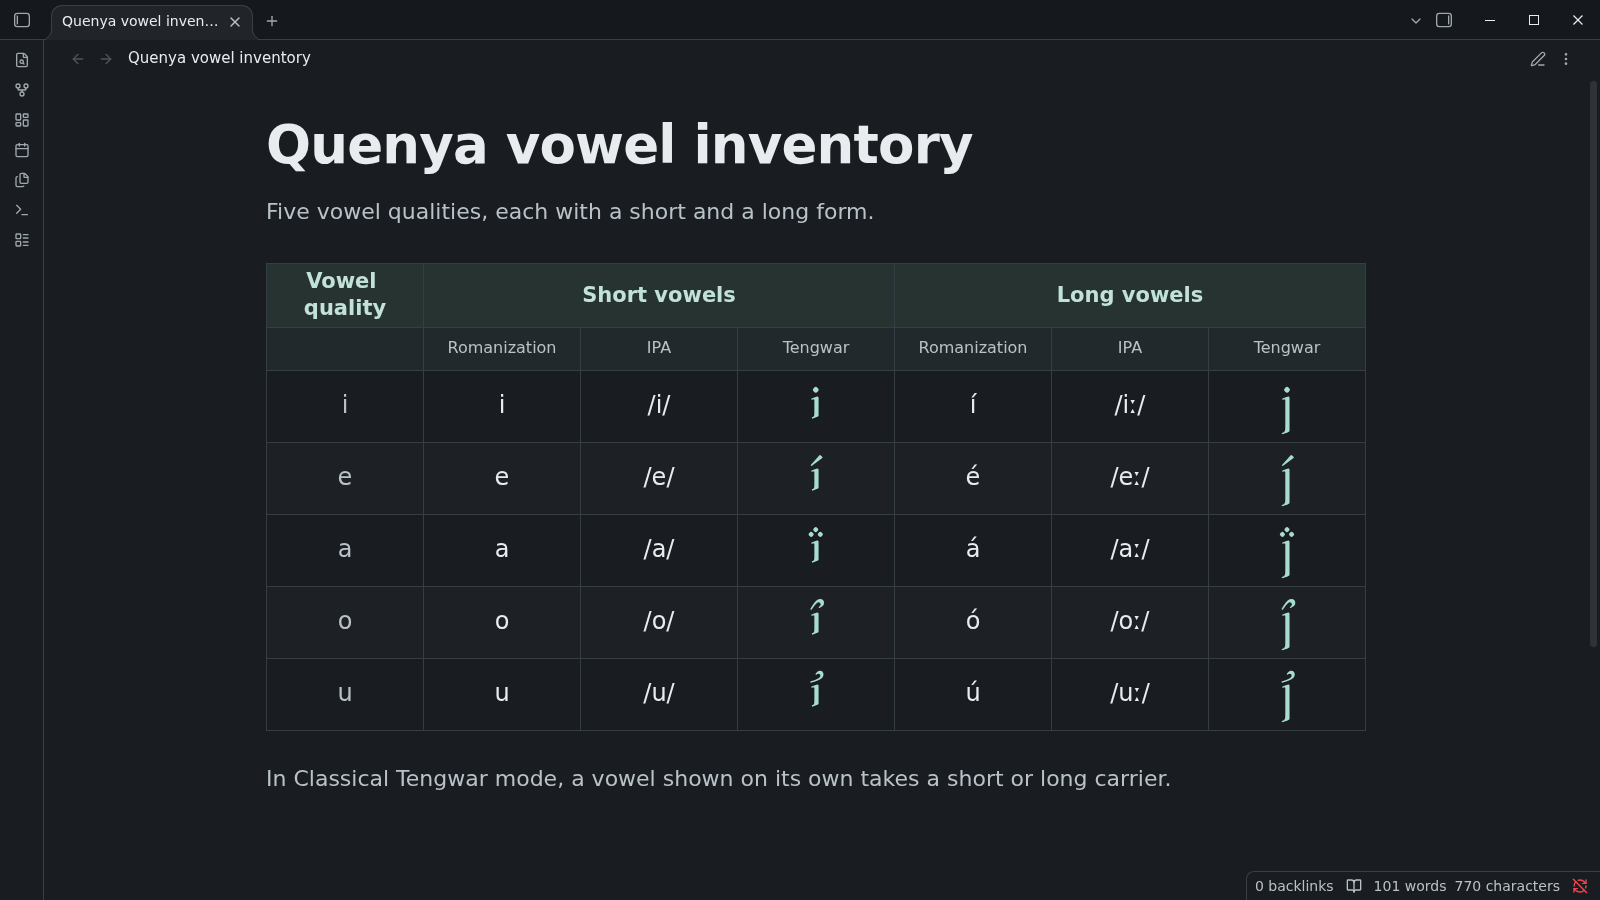 Quenya vowel inven...
Quenya vowel inventory
Quenya vowel inventory
Five vowel qualities, each with a short and a long form.
Vowel quality Short vowels Long vowels
Romanization IPA Tengwar Romanization IPA Tengwar
i i /i/ í /iː/
e e /e/ é /eː/
a a /a/ á /aː/
o o /o/ ó /oː/
u u /u/ ú /uː/
In Classical Tengwar mode, a vowel shown on its own takes a short or long carrier.
0 backlinks 101 words 770 characters